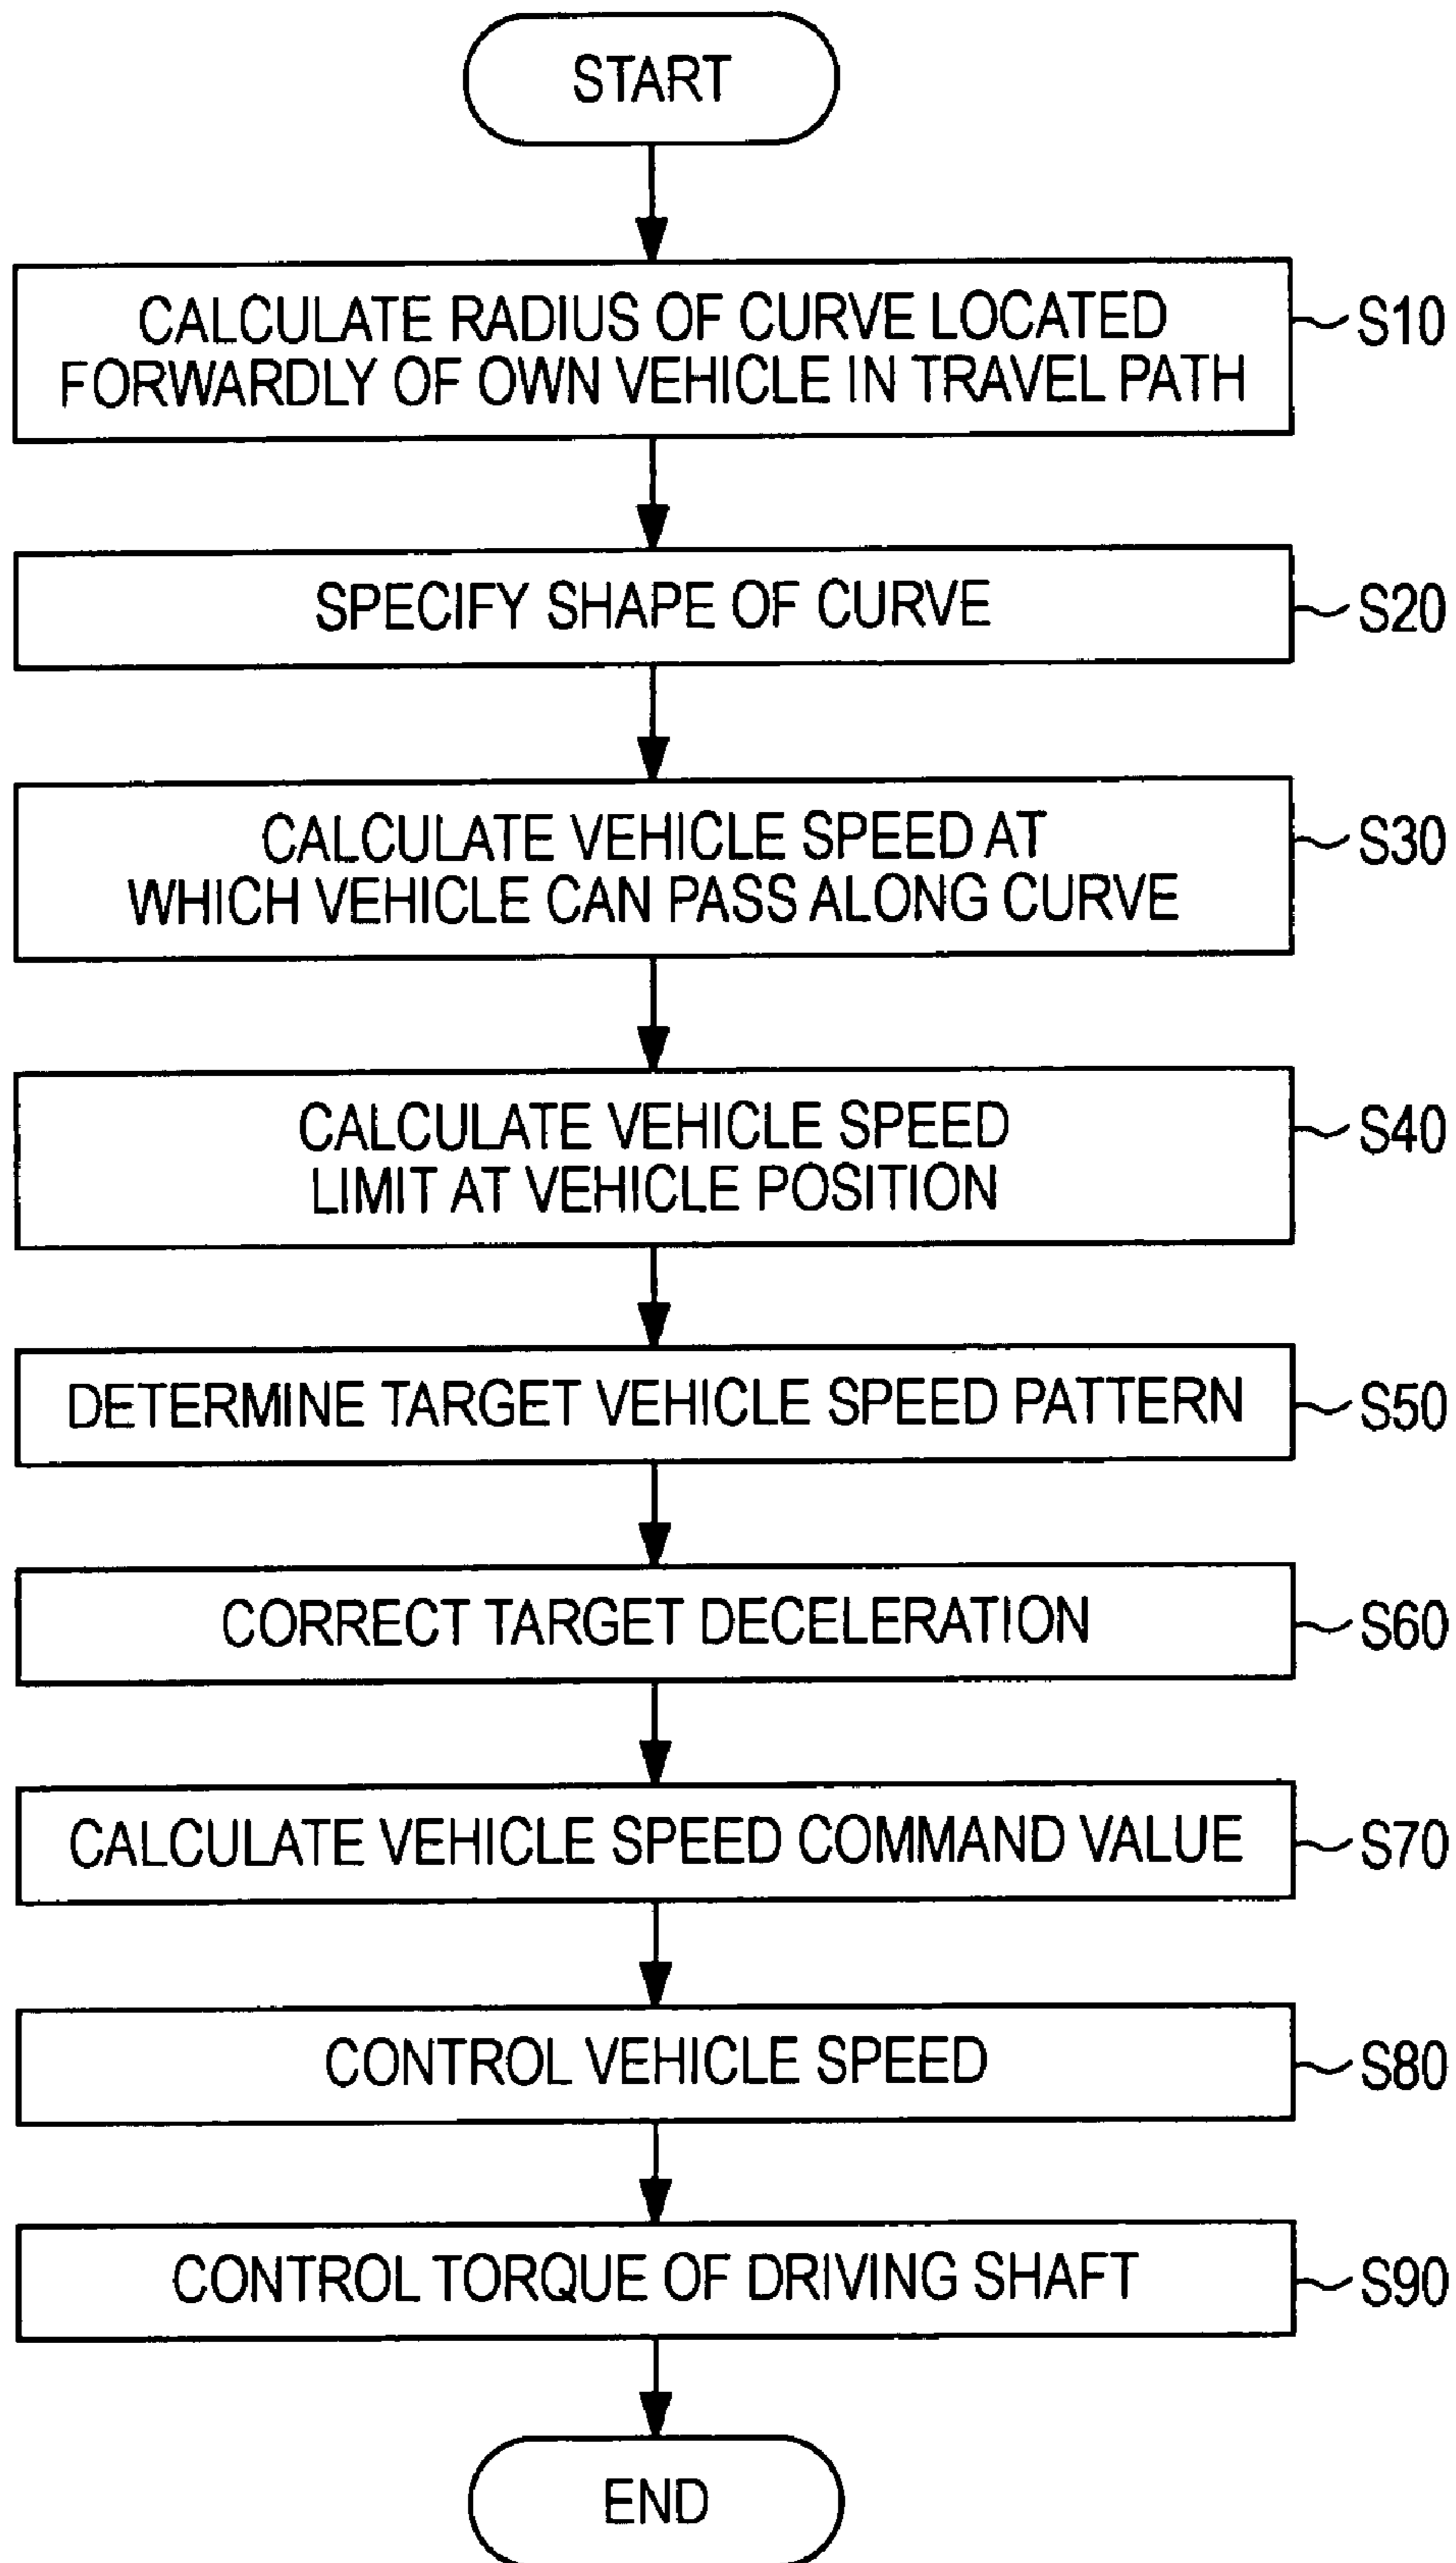 START
CALCULATE RADIUS OF CURVE LOCATED
FORWARDLY OF OWN VEHICLE IN TRAVEL PATH
S10
SPECIFY SHAPE OF CURVE
S20
CALCULATE VEHICLE SPEED AT
WHICH VEHICLE CAN PASS ALONG CURVE
S30
CALCULATE VEHICLE SPEED
LIMIT AT VEHICLE POSITION
S40
DETERMINE TARGET VEHICLE SPEED PATTERN
S50
CORRECT TARGET DECELERATION
S60
CALCULATE VEHICLE SPEED COMMAND VALUE
S70
CONTROL VEHICLE SPEED
S80
CONTROL TORQUE OF DRIVING SHAFT
S90
END